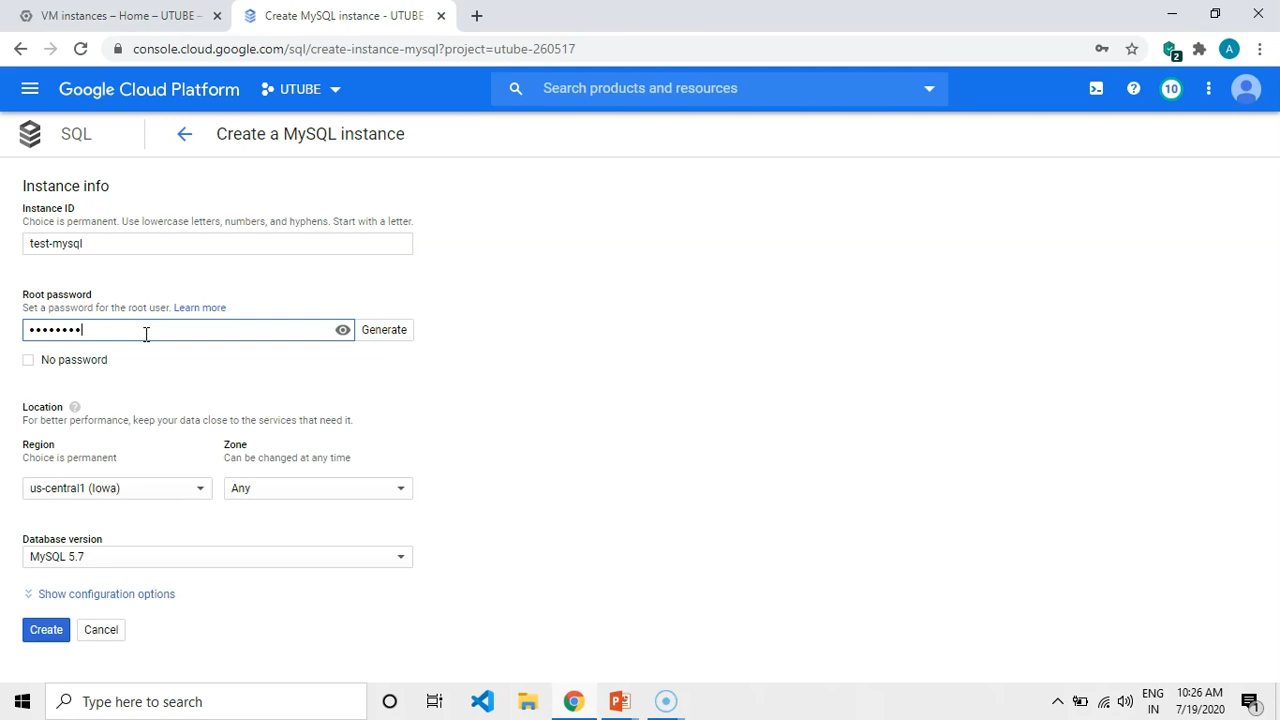 VM instances – Home – UTUBE –
Create MySQL instance - UTUBE
console.cloud.google.com/sql/create-instance-mysql?project=utube-260517
2
A
Google Cloud Platform
UTUBE
Search products and resources
10
SQL
Create a MySQL instance
Instance info
Instance ID
Choice is permanent. Use lowercase letters, numbers, and hyphens. Start with a letter.
test-mysql
Root password
Set a password for the root user. Learn more
••••••••
Generate
No password
Location
For better performance, keep your data close to the services that need it.
Region
Zone
Choice is permanent
Can be changed at any time
us-central1 (Iowa)
Any
Database version
MySQL 5.7
Show configuration options
Create
Cancel
Type here to search
ENG
IN
10:26 AM
7/19/2020
1